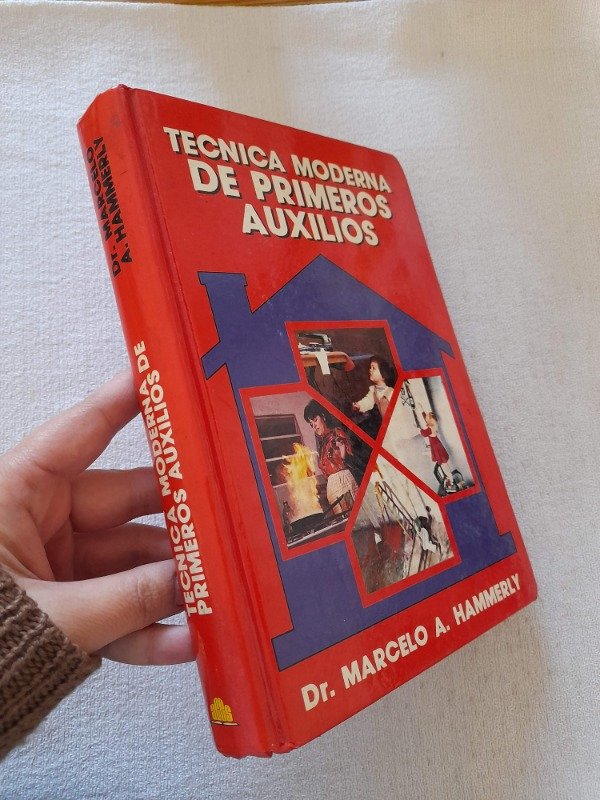 TECNICA MODERNA
DE PRIMEROS
AUXILIOS
Dr. MARCELO A. HAMMERLY
Dr. MARCELO
A. HAMMERLY
TECNICA MODERNA DE
PRIMEROS AUXILIOS